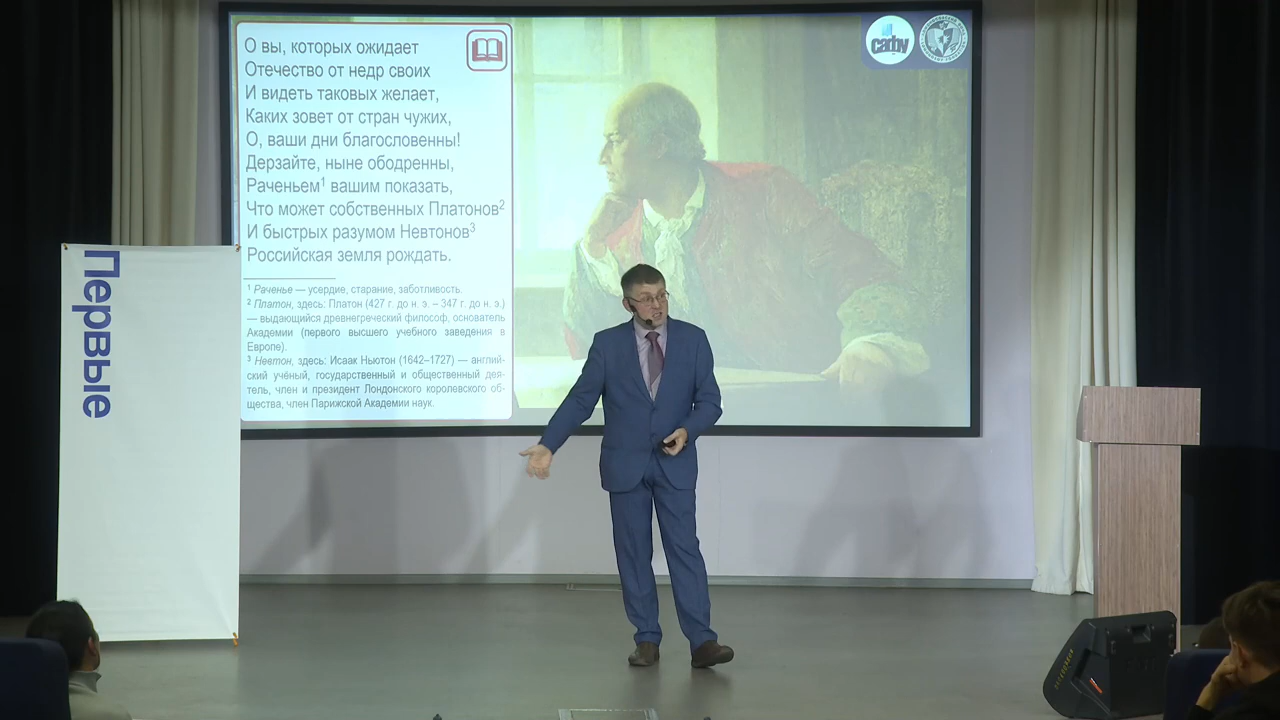 О вы, которых ожидает
Отечество от недр своих
И видеть таковых желает,
Каких зовет от стран чужих,
О, ваши дни благословенны!
Дерзайте, ныне ободренны,
Раченьем¹ вашим показать,
Что может собственных Платонов²
И быстрых разумом Невтонов³
Российская земля рождать.
¹ Раченье — усердие, старание, заботливость.
² Платон, здесь: Платон (427 г. до н. э. – 347 г. до н. э.)
— выдающийся древнегреческий философ, основатель
Академии (первого высшего учебного заведения в
Европе).
³ Невтон, здесь: Исаак Ньютон (1642–1727) — англий-
ский учёный, государственный и общественный дея-
тель, член и президент Лондонского королевского об-
щества, член Парижской Академии наук.
сафу
Первые